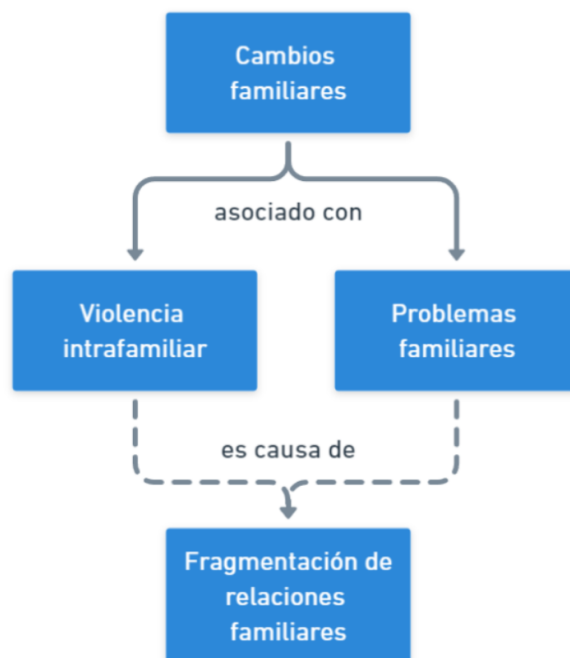 Cambios
familiares
asociado con
Violencia
intrafamiliar
Problemas
familiares
es causa de
Fragmentación de
relaciones
familiares